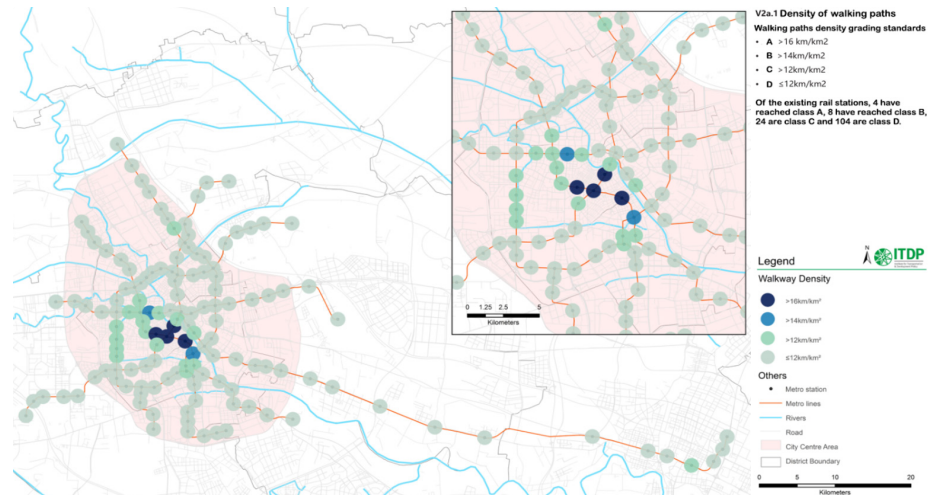 V2a.1 Density of walking paths
Walking paths density grading standards
• A >16 km/km2
• B >14km/km2
• C >12km/km2
• D ≤12km/km2
Of the existing rail stations, 4 have
reached class A, 8 have reached class B,
24 are class C and 104 are class D.
0 1.25 2.5 5
Kilometers
N
ITDP
Legend
Walkway Density
>16km/km²
>14km/km²
>12km/km²
≤12km/km²
Others
Metro station
Metro lines
Rivers
Road
City Centre Area
District Boundary
0 5 10 20
Kilometers